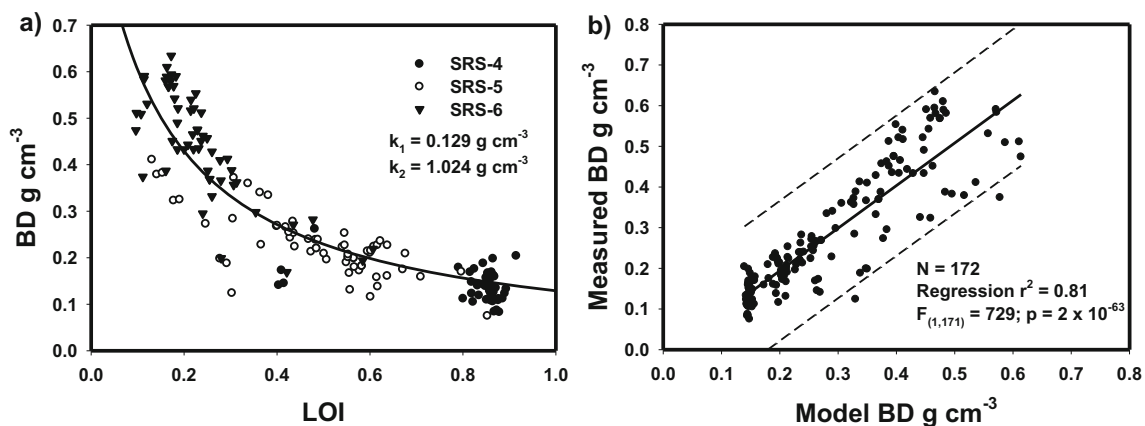 a)
0.7
0.6
0.5
0.4
0.3
0.2
0.1
0.0
BD g cm⁻³
SRS-4
SRS-5
SRS-6
k₁ = 0.129 g cm⁻³
k₂ = 1.024 g cm⁻³
0.0 0.2 0.4 0.6 0.8 1.0
LOI
b)
0.8
0.7
0.6
0.5
0.4
0.3
0.2
0.1
0.0
Measured BD g cm⁻³
N = 172
Regression r² = 0.81
F₍₁,₁₇₁₎ = 729; p = 2 x 10⁻⁶³
0.0 0.1 0.2 0.3 0.4 0.5 0.6 0.7 0.8
Model BD g cm⁻³